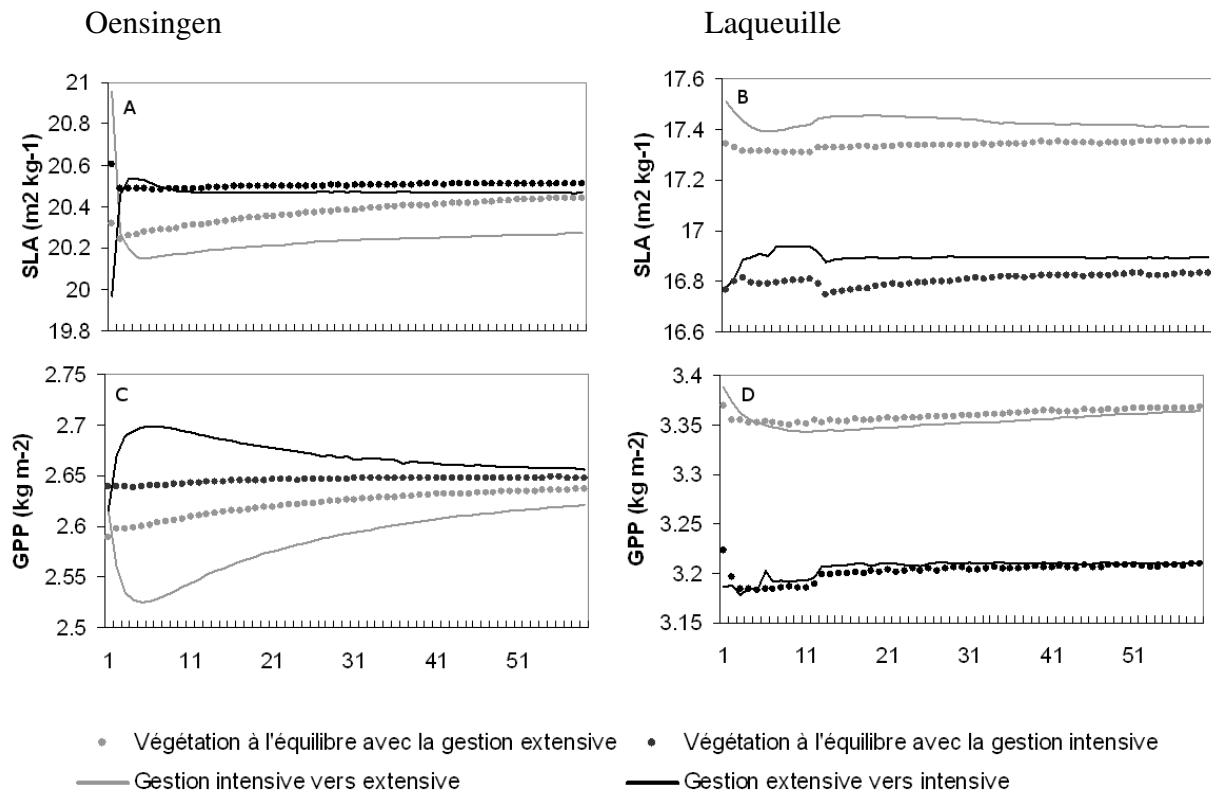 Oensingen
Laqueuille
SLA (m2 kg-1)
21
20.8
20.6
20.4
20.2
20
19.8
A
SLA (m2 kg-1)
17.6
17.4
17.2
17
16.8
16.6
B
GPP (kg m-2)
2.75
2.7
2.65
2.6
2.55
2.5
C
1 11 21 31 41 51
GPP (kg m-2)
3.4
3.35
3.3
3.25
3.2
3.15
D
1 11 21 31 41 51
Végétation à l'équilibre avec la gestion extensive
Végétation à l'équilibre avec la gestion intensive
Gestion intensive vers extensive
Gestion extensive vers intensive